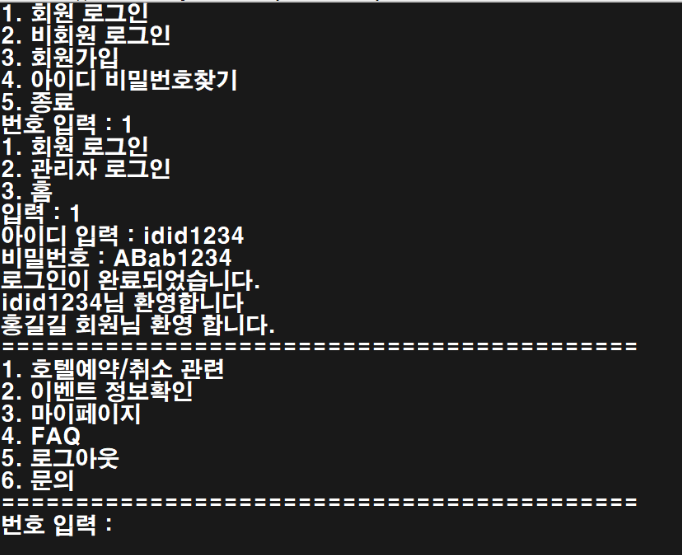 1. 회원 로그인
2. 비회원 로그인
3. 회원가입
4. 아이디 비밀번호찾기
5. 종료
번호 입력 : 1
1. 회원 로그인
2. 관리자 로그인
3. 홈
입력 : 1
아이디 입력 : idid1234
비밀번호 : ABab1234
로그인이 완료되었습니다.
idid1234님 환영합니다
홍길길 회원님 환영 합니다.
===========================================
1. 호텔예약/취소 관련
2. 이벤트 정보확인
3. 마이페이지
4. FAQ
5. 로그아웃
6. 문의
===========================================
번호 입력 :